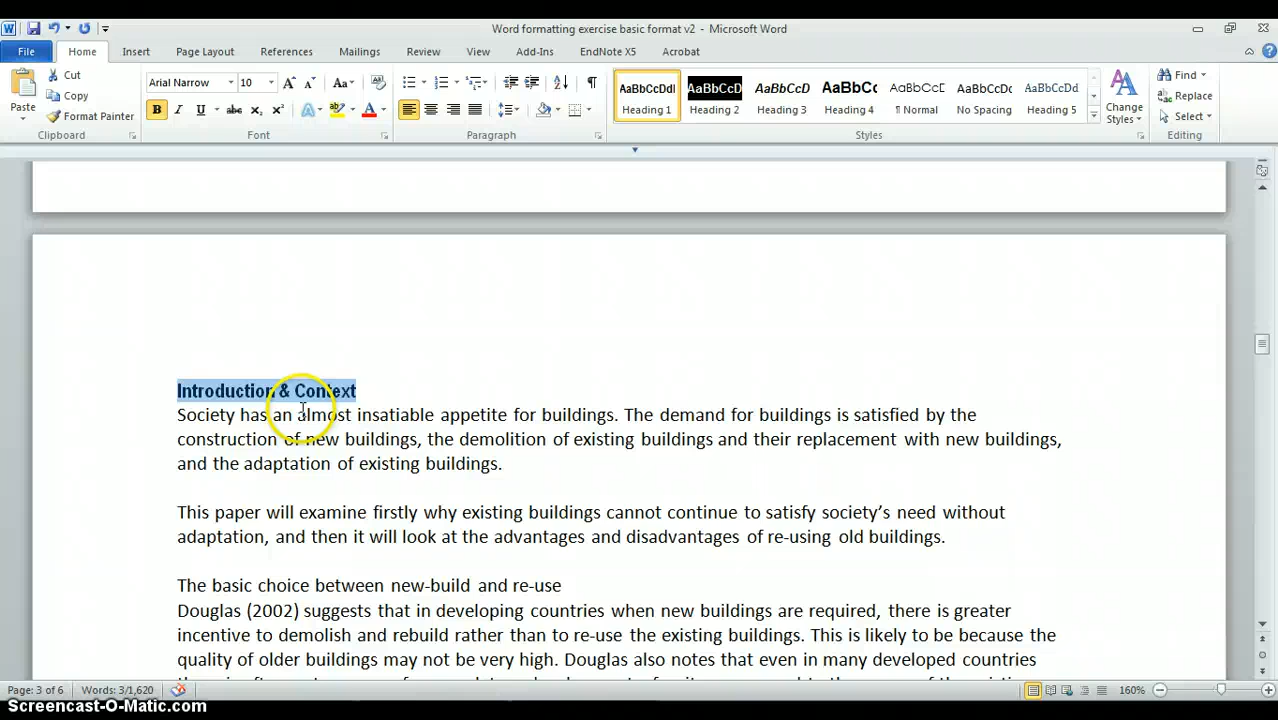 Word formatting exercise basic format v2 - Microsoft Word
File Home Insert Page Layout References Mailings Review View Add-Ins EndNote X5 Acrobat
Paste Cut Copy Format Painter
Arial Narrow 10 Aa
B I U abc x₂ x² A A
AaBbCcDdI AaBbCcD AaBbCcD AaBbCc AaBbCcE AaBbCcDc AaBbCcDd
Heading 1 Heading 2 Heading 3 Heading 4 ¶ Normal No Spacing Heading 5
Change Styles
Find Replace Select
Clipboard Font Paragraph Styles Editing
Introduction & Context
Society has an almost insatiable appetite for buildings. The demand for buildings is satisfied by the
construction of new buildings, the demolition of existing buildings and their replacement with new buildings,
and the adaptation of existing buildings.
This paper will examine firstly why existing buildings cannot continue to satisfy society’s need without
adaptation, and then it will look at the advantages and disadvantages of re-using old buildings.
The basic choice between new-build and re-use
Douglas (2002) suggests that in developing countries when new buildings are required, there is greater
incentive to demolish and rebuild rather than to re-use the existing buildings. This is likely to be because the
quality of older buildings may not be very high. Douglas also notes that even in many developed countries
Page: 3 of 6 Words: 3/1,620 160%
Screencast-O-Matic.com